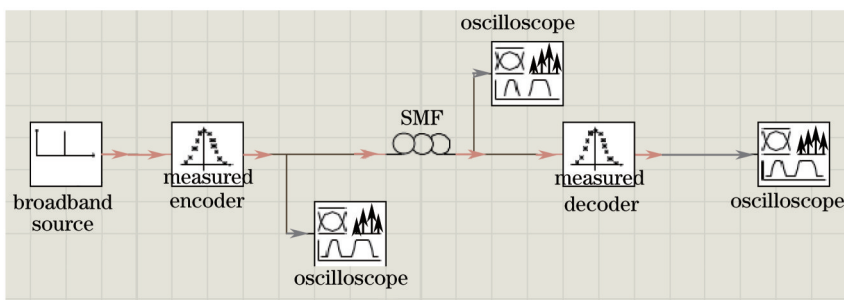 oscilloscope
SMF
broadband
source
measured
encoder
oscilloscope
measured
decoder
oscilloscope